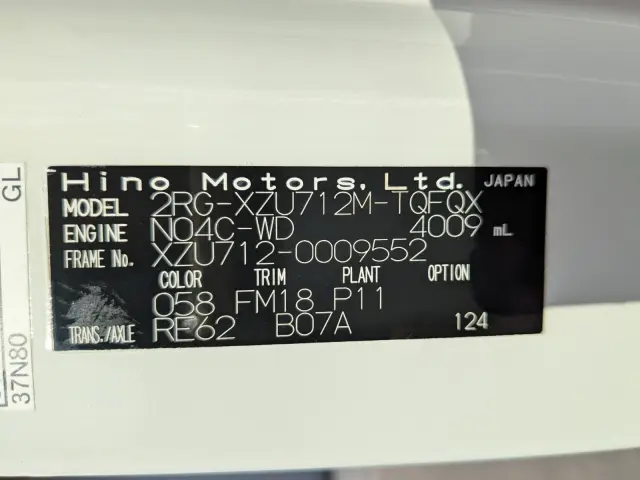 Hino Motors, Ltd. JAPAN
MODEL 2RG-XZU712M-TQFQX
ENGINE N04C-WD 4009 mL
FRAME No. XZU712-0009552
COLOR TRIM PLANT OPTION
058 FM18 P11
TRANS./AXLE RE62 B07A 124
GL
37N80